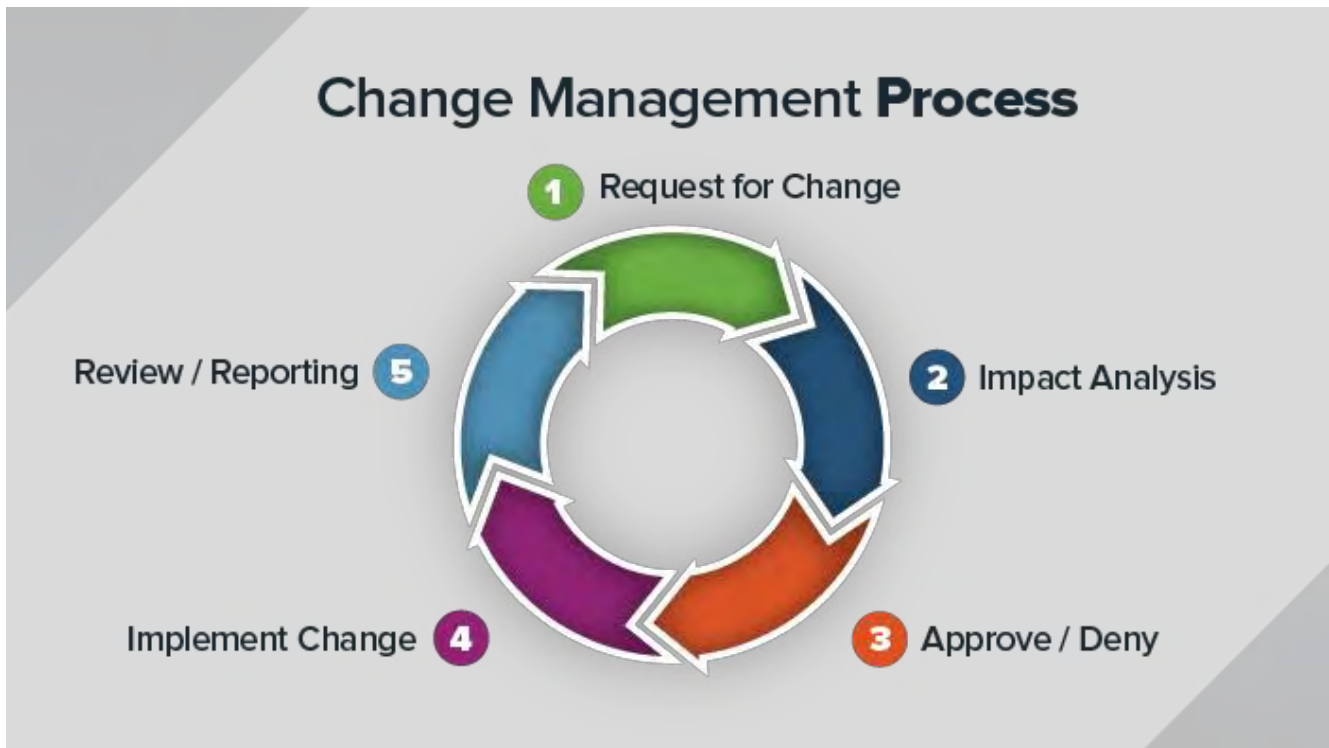 Change Management Process
1 Request for Change
2 Impact Analysis
3 Approve / Deny
Implement Change 4
Review / Reporting 5